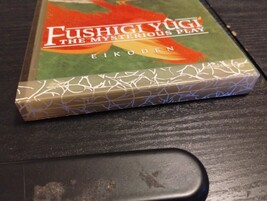 FUSHIGI YÛGI
THE MYSTERIOUS PLAY
EIKODEN